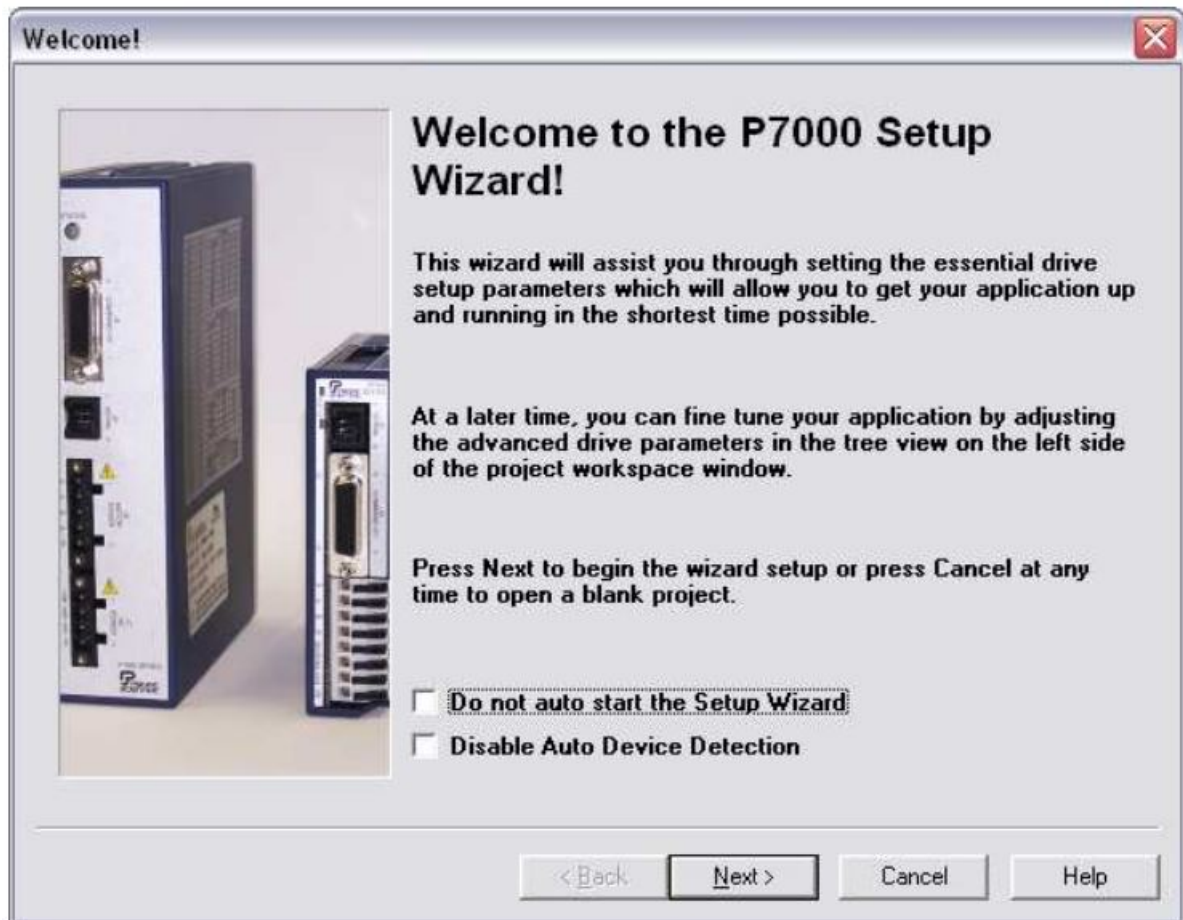 Welcome!
Welcome to the P7000 Setup
Wizard!
This wizard will assist you through setting the essential drive
setup parameters which will allow you to get your application up
and running in the shortest time possible.
At a later time, you can fine tune your application by adjusting
the advanced drive parameters in the tree view on the left side
of the project workspace window.
Press Next to begin the wizard setup or press Cancel at any
time to open a blank project.
Do not auto start the Setup Wizard
Disable Auto Device Detection
< Back
Next >
Cancel
Help